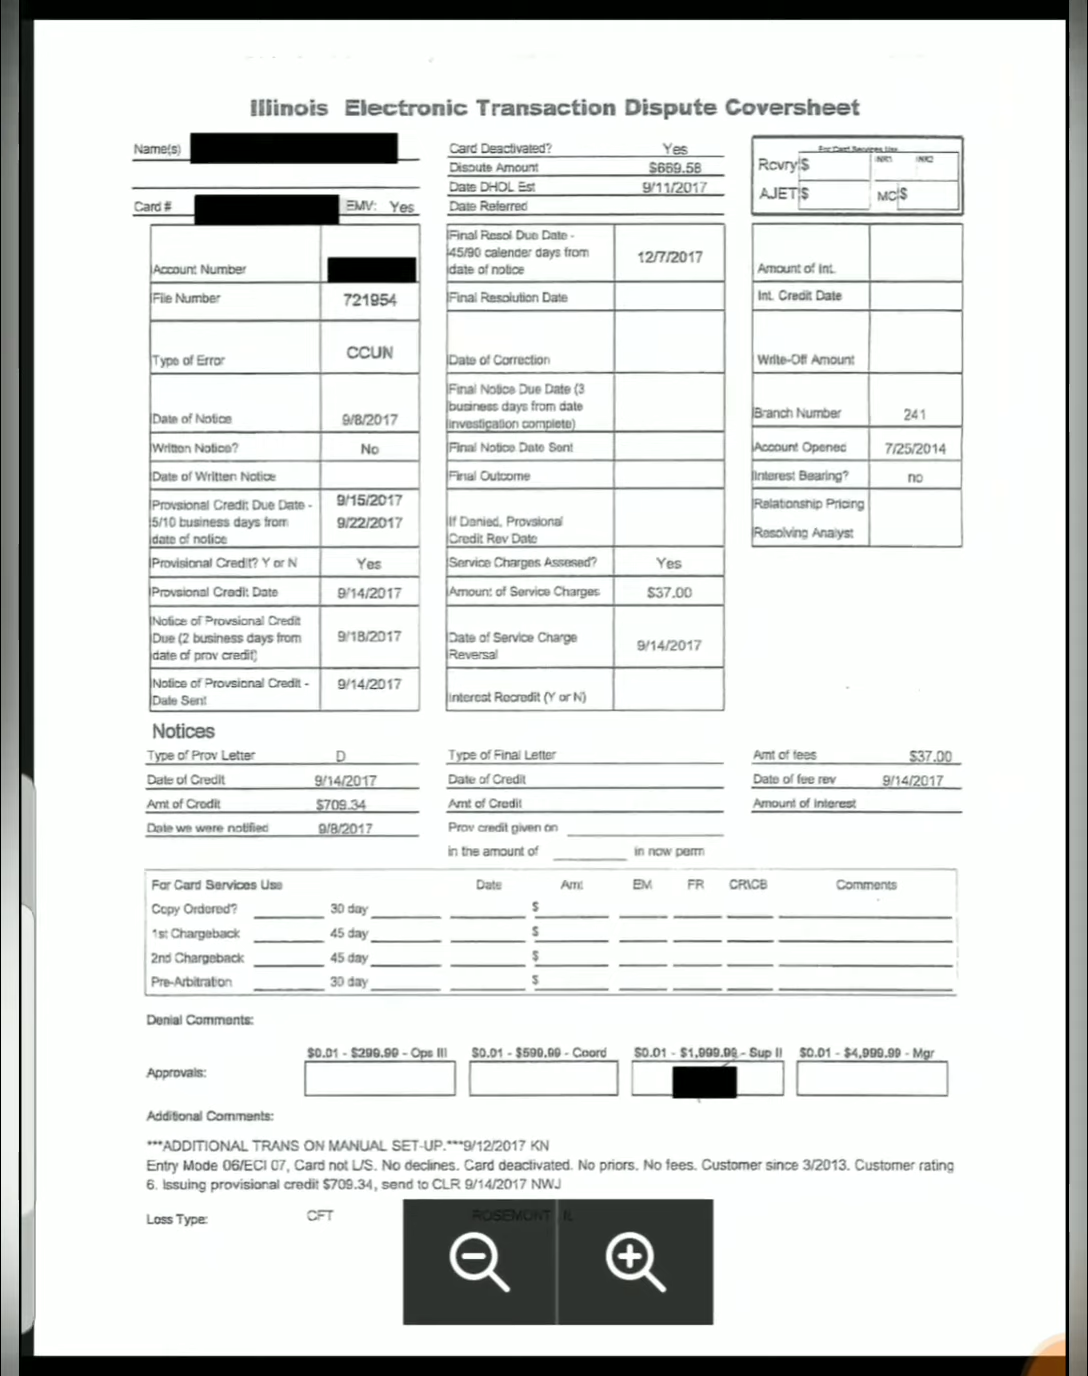 Illinois Electronic Transaction Dispute Coversheet
Name(s)
Card # EMV: Yes
Account Number
File Number 721954
Type of Error CCUN
Date of Notice 9/8/2017
Written Notice? No
Date of Written Notice
Provsional Credit Due Date - 9/15/2017
5/10 business days from 9/22/2017
date of notice
Provisional Credit? Y or N Yes
Provsional Credit Date 9/14/2017
Notice of Provsional Credit
Due (2 business days from 9/18/2017
date of prov credit)
Notice of Provsional Credit - 9/14/2017
Date Sent
Card Deactivated? Yes
Dispute Amount $669.58
Date DHOL Est 9/11/2017
Date Referred
Final Resol Due Date -
45/90 calender days from 12/7/2017
date of notice
Final Resolution Date
Date of Correction
Final Notice Due Date (3
business days from date
investigation complete)
Final Notice Date Sent
Final Outcome
If Denied, Provsional
Credit Rev Date
Service Charges Assesed? Yes
Amount of Service Charges $37.00
Date of Service Charge 9/14/2017
Reversal
Interest Recredit (Y or N)
For Card Services Use
Rcvry $
AJET $ MC $
Amount of Int.
Int. Credit Date
Write-Off Amount
Branch Number 241
Account Opened 7/25/2014
Interest Bearing? no
Relationship Pricing
Resolving Analyst
Notices
Type of Prov Letter D
Date of Credit 9/14/2017
Amt of Credit $709.34
Date we were notified 9/8/2017
Type of Final Letter
Date of Credit
Amt of Credit
Prov credit given on
in the amount of in now perm
Amt of fees $37.00
Date of fee rev 9/14/2017
Amount of Interest
For Card Services Use Date Amt EM FR CR\CB Comments
Copy Ordered? 30 day $
1st Chargeback 45 day $
2nd Chargeback 45 day $
Pre-Arbitration 30 day $
Denial Comments:
$0.01 - $299.99 - Ops III $0.01 - $599.99 - Coord $0.01 - $1,999.99 - Sup II $0.01 - $4,999.99 - Mgr
Approvals:
Additional Comments:
***ADDITIONAL TRANS ON MANUAL SET-UP.***9/12/2017 KN
Entry Mode 06/ECI 07, Card not L/S. No declines. Card deactivated. No priors. No fees. Customer since 3/2013. Customer rating
6. Issuing provisional credit $709.34, send to CLR 9/14/2017 NWJ
Loss Type: CFT ROSEMONT IL